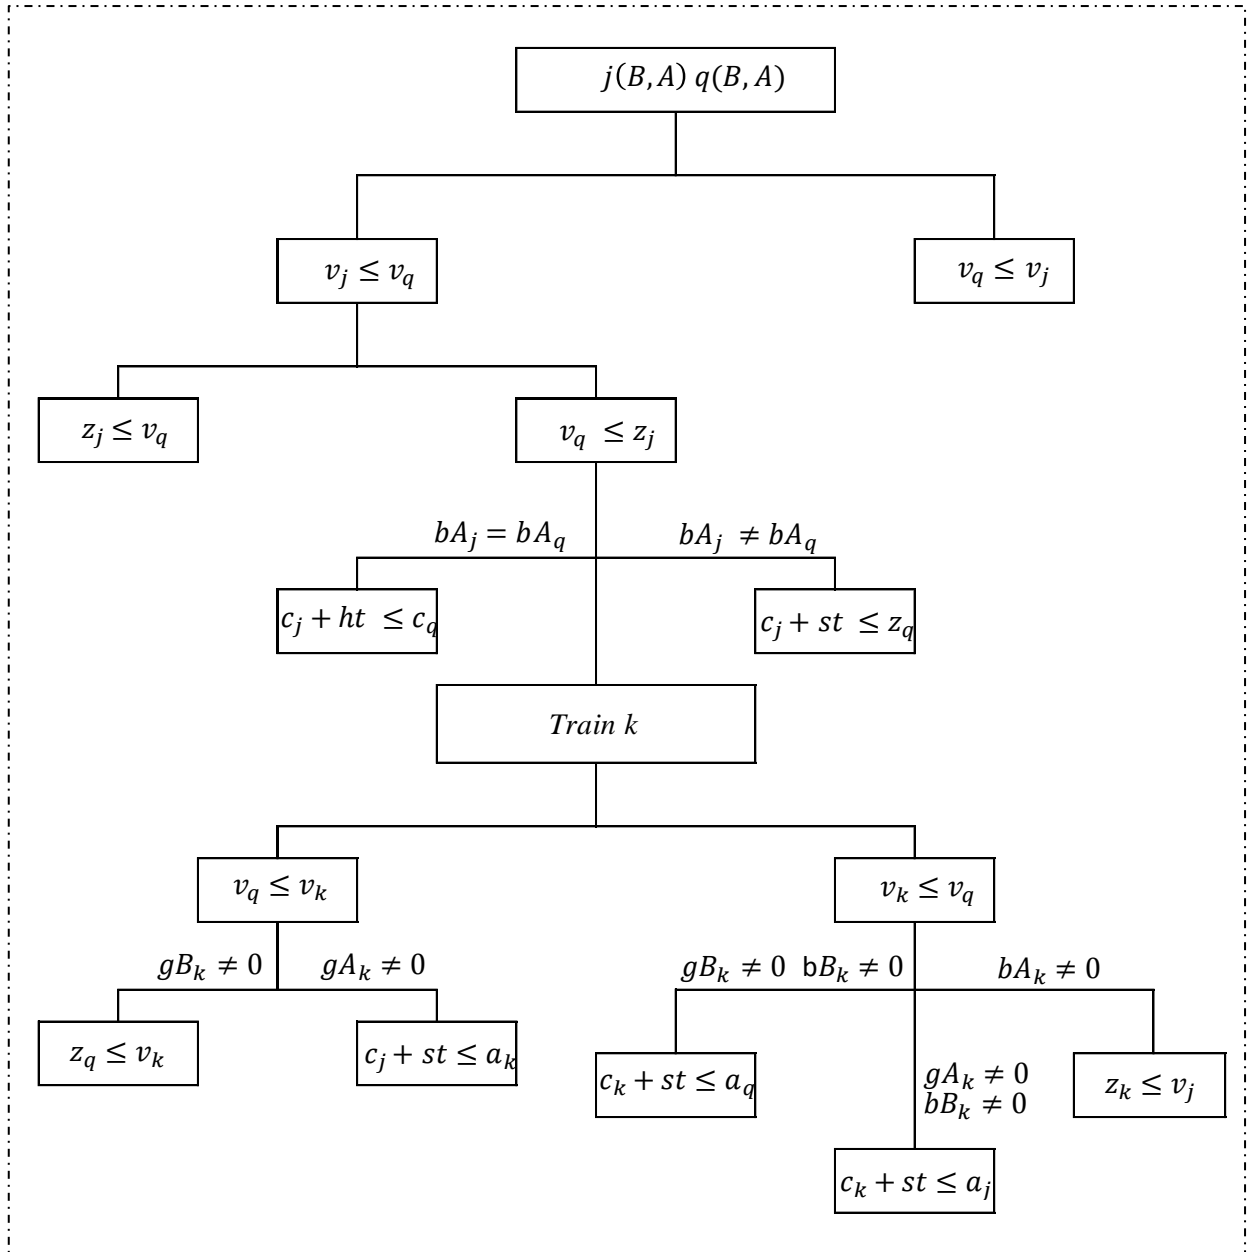 j(B,A) q(B,A)
v_j ≤ v_q
v_q ≤ v_j
z_j ≤ v_q
v_q ≤ z_j
bA_j = bA_q
bA_j ≠ bA_q
c_j + ht ≤ c_q
c_j + st ≤ z_q
Train k
v_q ≤ v_k
v_k ≤ v_q
gB_k ≠ 0
gA_k ≠ 0
gB_k ≠ 0 bB_k ≠ 0
bA_k ≠ 0
z_q ≤ v_k
c_j + st ≤ a_k
c_k + st ≤ a_q
gA_k ≠ 0
bB_k ≠ 0
z_k ≤ v_j
c_k + st ≤ a_j